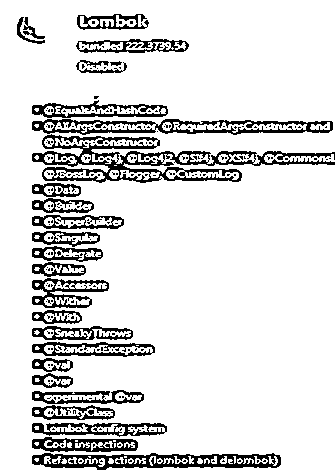 Lombok
bundled 222.3739.54
Disabled
@EqualsAndHashCode
@AllArgsConstructor, @RequiredArgsConstructor and
@NoArgsConstructor
@Log, @Log4j, @Log4j2, @Slf4j, @XSlf4j, @CommonsL
@JBossLog, @Flogger, @CustomLog
@Data
@Builder
@SuperBuilder
@Singular
@Delegate
@Value
@Accessors
@Wither
@With
@SneakyThrows
@StandardException
@val
@var
experimental @var
@UtilityClass
Lombok config system
Code inspections
Refactoring actions (lombok and delombok)